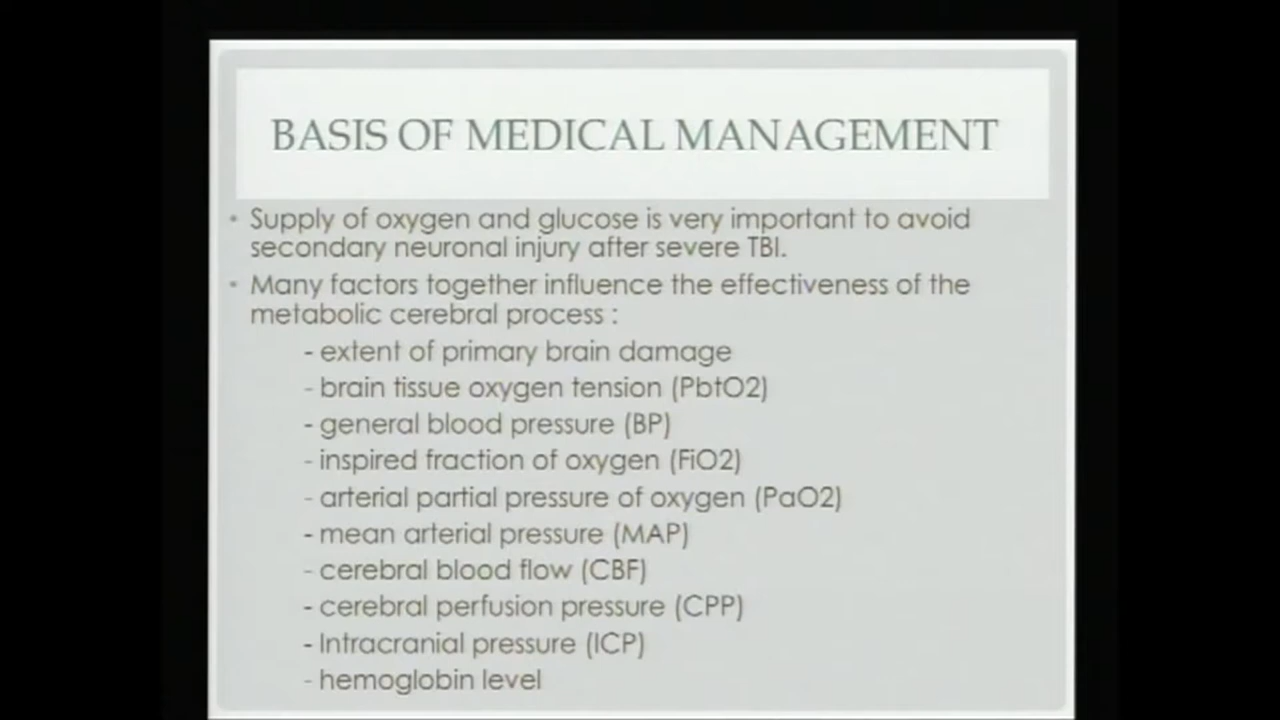 BASIS OF MEDICAL MANAGEMENT
• Supply of oxygen and glucose is very important to avoid
secondary neuronal injury after severe TBI.
• Many factors together influence the effectiveness of the
metabolic cerebral process :
- extent of primary brain damage
- brain tissue oxygen tension (PbtO2)
- general blood pressure (BP)
- inspired fraction of oxygen (FiO2)
- arterial partial pressure of oxygen (PaO2)
- mean arterial pressure (MAP)
- cerebral blood flow (CBF)
- cerebral perfusion pressure (CPP)
- Intracranial pressure (ICP)
- hemoglobin level